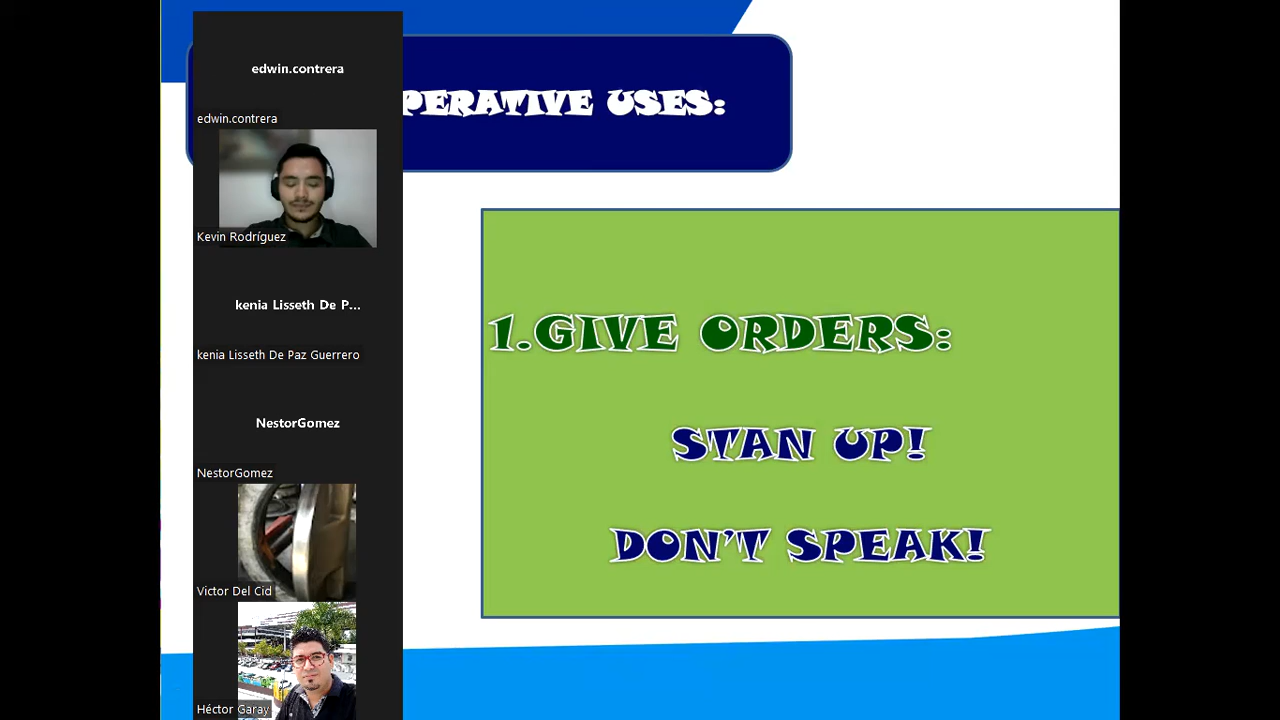 edwin.contrera
edwin.contrera
Kevin Rodríguez
kenia Lisseth De P...
kenia Lisseth De Paz Guerrero
NestorGomez
NestorGomez
Victor Del Cid
Héctor Garay
PERATIVE USES:
1.GIVE ORDERS:
STAN UP!
DON'T SPEAK!